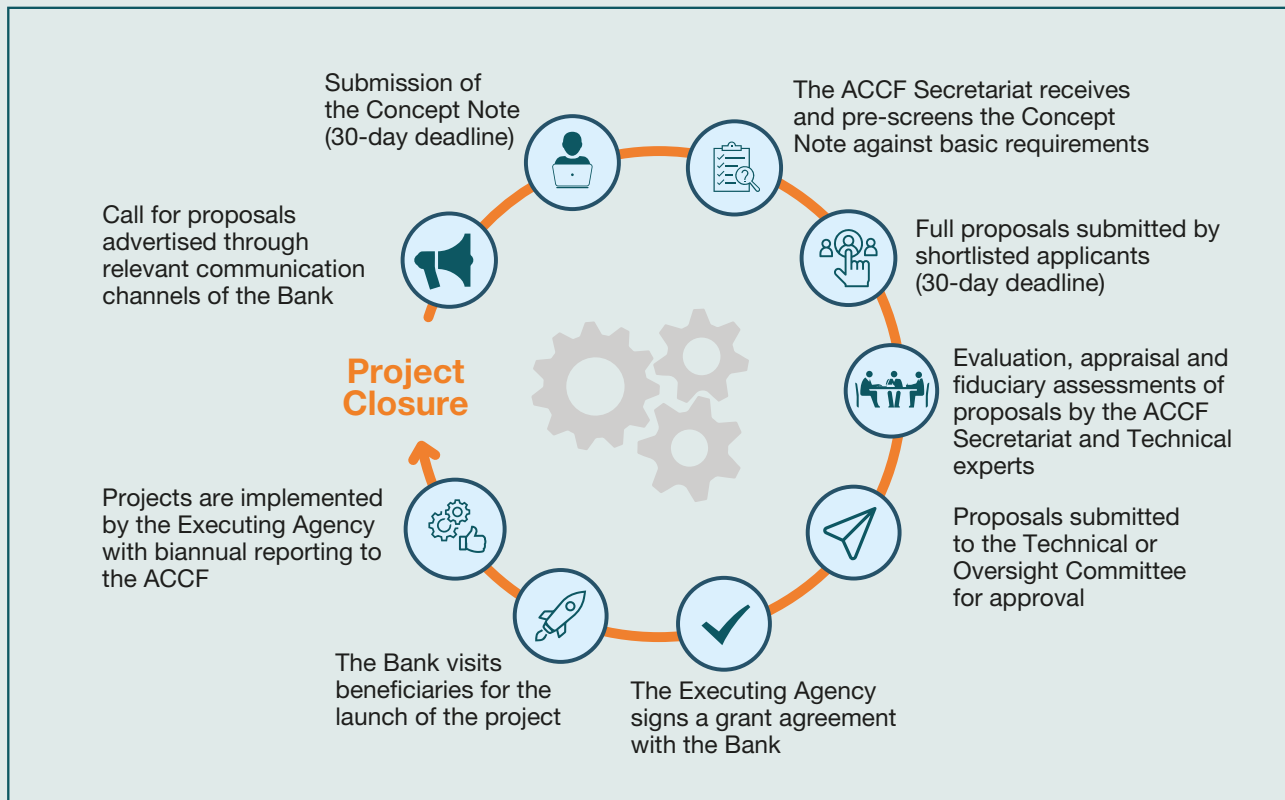 Call for proposals
advertised through
relevant communication
channels of the Bank
Submission of
the Concept Note
(30-day deadline)
The ACCF Secretariat receives
and pre-screens the Concept
Note against basic requirements
Full proposals submitted by
shortlisted applicants
(30-day deadline)
Evaluation, appraisal and
fiduciary assessments of
proposals by the ACCF
Secretariat and Technical
experts
Proposals submitted
to the Technical or
Oversight Committee
for approval
The Executing Agency
signs a grant agreement
with the Bank
The Bank visits
beneficiaries for the
launch of the project
Projects are implemented
by the Executing Agency
with biannual reporting to
the ACCF
Project
Closure